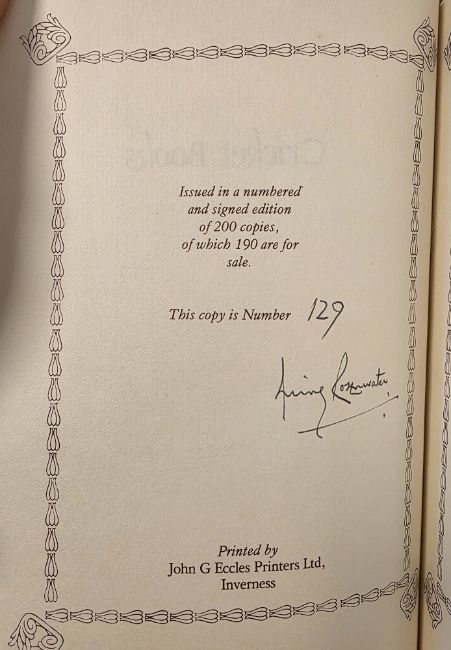 Issued in a numbered
and signed edition
of 200 copies,
of which 190 are for
sale.
This copy is Number 129
Irving Rosenwater
Printed by
John G Eccles Printers Ltd,
Inverness